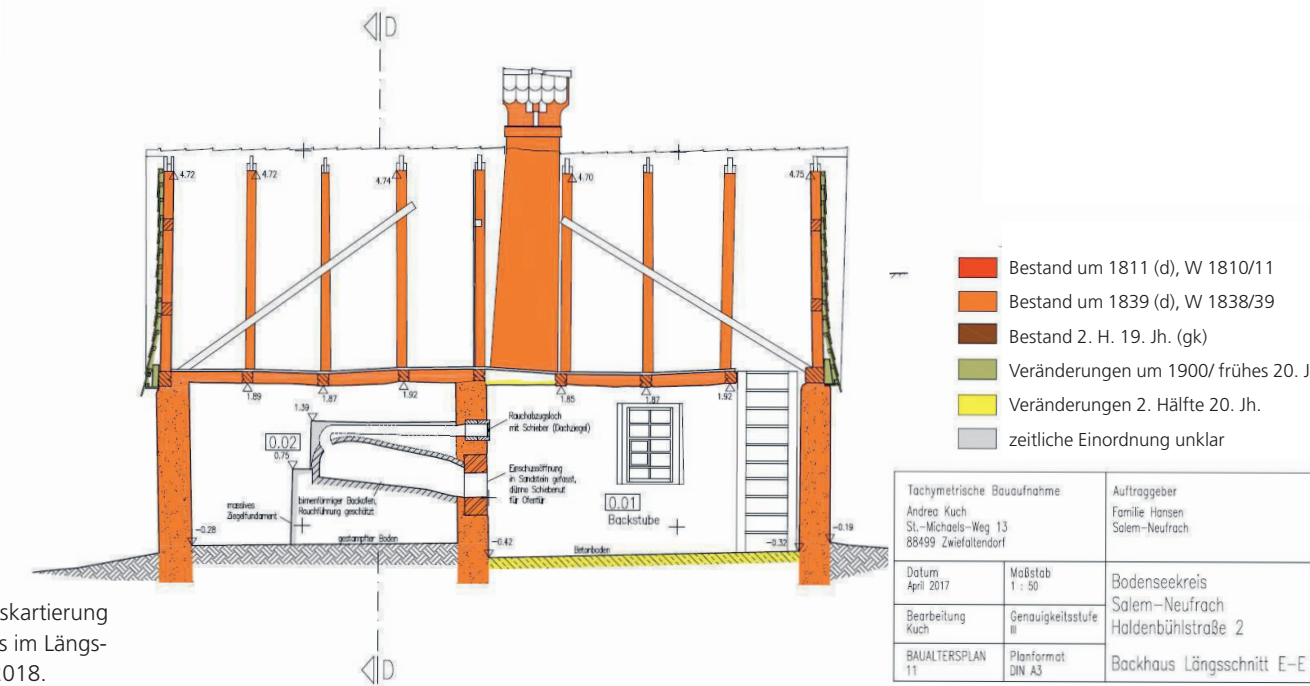 D
4.72
4.72
4.74
4.70
4.75
1.89
1.87
1.92
1.85
1.87
1.92
1.39
0.02
0.75
Rauchabzugsloch
mit Schieber (Dachziegel)
Einschussöffnung
in Sandstein gefasst,
dünne Schiebenut
für Ofentür
massives
Ziegelfundament
birnenförmiger Backofen,
Rauchführung geschätzt
0.01
Backstube
-0.28
gestampfter Boden
-0.42
Betonboden
-0.32
-0.19
D
Bestand um 1811 (d), W 1810/11
Bestand um 1839 (d), W 1838/39
Bestand 2. H. 19. Jh. (gk)
Veränderungen um 1900/ frühes 20. J
Veränderungen 2. Hälfte 20. Jh.
zeitliche Einordnung unklar
Tachymetrische Bauaufnahme
Andrea Kuch
St.-Michaels-Weg 13
88499 Zwiefaltendorf
Auftraggeber
Familie Hansen
Salem-Neufrach
Datum
April 2017
Maßstab
1 : 50
Bearbeitung
Kuch
Genauigkeitsstufe
III
BAUALTERSPLAN
11
Planformat
DIN A3
Bodenseekreis
Salem-Neufrach
Haldenbühlstraße 2
Backhaus Längsschnitt E-E
skartierung
s im Längs-
2018.